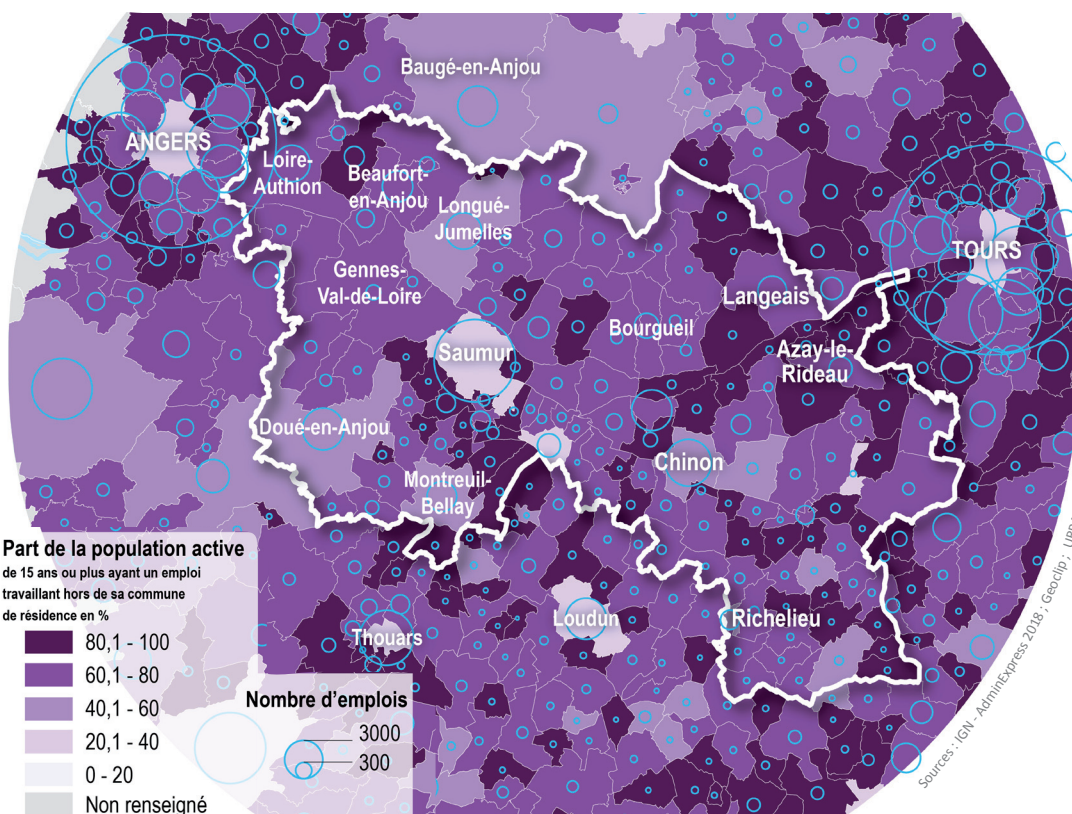 Baugé-en-Anjou
ANGERS
Loire-
Authion
Beaufort-
en-Anjou
Longué-
Jumelles
TOURS
Gennes-
Val-de-Loire
Langeais
Bourgueil
Saumur
Azay-le-
Rideau
Doué-en-Anjou
Chinon
Montreuil-
Bellay
Loudun
Richelieu
Thouars
Part de la population active
de 15 ans ou plus ayant un emploi
travaillant hors de sa commune
de résidence en %
80,1 - 100
60,1 - 80
40,1 - 60
20,1 - 40
0 - 20
Non renseigné
Nombre d'emplois
3000
300
Sources : IGN - AdminExpress 2018 ; Geoclip ;